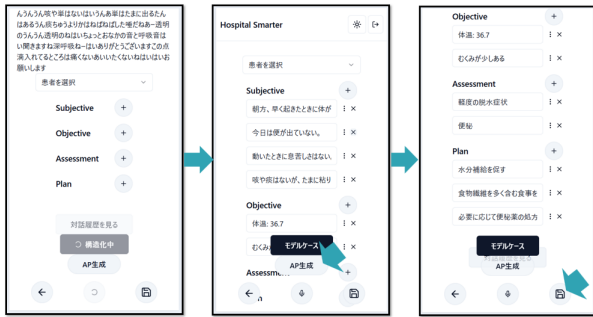 んうんうん咳や単はないはいうんあ単はたまに出るたん
はあるうん痰ちゅうよりかはねばねばした唾だねあー透明
のうんうん透明のねはいちょっとおなかの音と呼吸音は
い聞きますね深呼吸ねーはいありがとうございますこの点
滴入れてるところは痛くないあいいたくないねはいはいお
願いします
患者を選択
Subjective +
Objective +
Assessment +
Plan +
対話履歴を見る
構造化中
AP生成
Hospital Smarter
患者を選択
Subjective +
朝方、早く起きたときに体が
今日は便が出ていない。
動いたときに息苦しさはない。
咳や痰はないが、たまに粘り
Objective +
体温: 36.7
むくみ
モデルケース
AP生成
Assessm +
Objective +
体温: 36.7
むくみが少しある
Assessment +
軽度の脱水症状
便秘
Plan +
水分補給を促す
食物繊維を多く含む食事を
必要に応じて便秘薬の処方
モデルケース
対話履歴を見る
AP生成